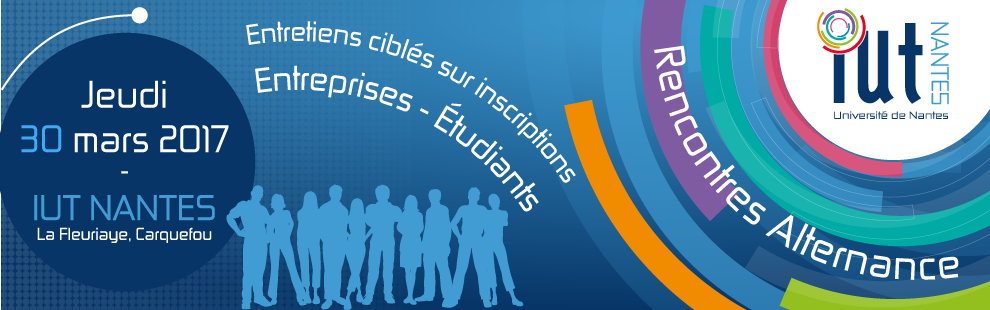 Jeudi
30 mars 2017
-
IUT NANTES
La Fleuriaye, Carquefou
Entretiens ciblés sur inscriptions
Entreprises - Étudiants
Rencontres Alternance
iut
NANTES
Université de Nantes